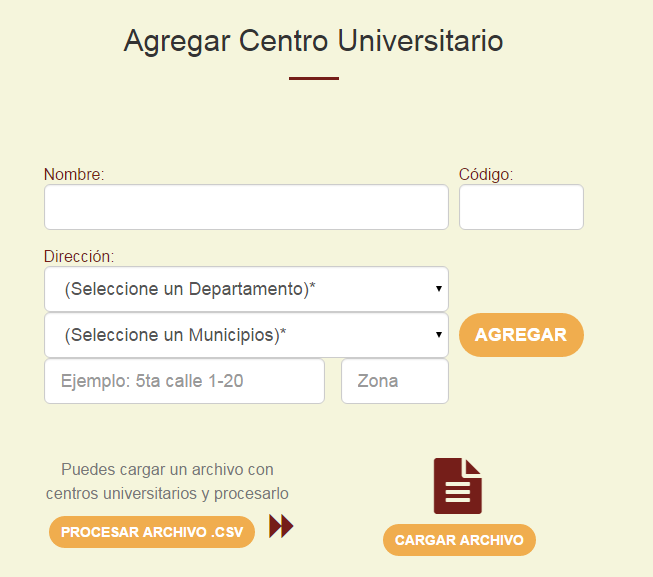 Agregar Centro Universitario
Nombre:
Código:
Dirección:
(Seleccione un Departamento)*
(Seleccione un Municipios)*
AGREGAR
Ejemplo: 5ta calle 1-20
Zona
Puedes cargar un archivo con
centros universitarios y procesarlo
PROCESAR ARCHIVO .CSV
CARGAR ARCHIVO